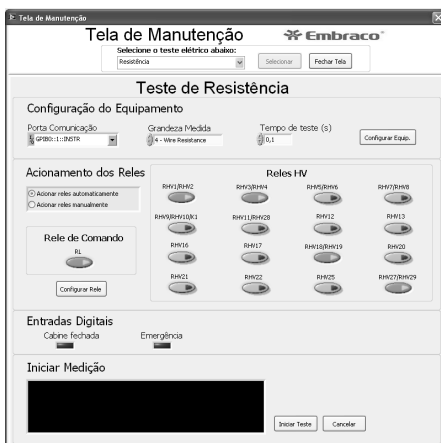 Tela de Manutenção
Tela de Manutenção
Embraco
Selecione o teste elétrico abaixo:
Resistência
Selecionar
Fechar Tela
Teste de Resistência
Configuração do Equipamento
Porta Comunicação
Grandeza Medida
Tempo de teste (s)
GPIB0::1::INSTR
4 - Wire Resistance
0,1
Configurar Equip.
Acionamento dos Reles
Reles HV
Acionar reles automaticamente
Acionar reles manualmente
RHV1/RHV2
RHV3/RHV4
RHV5/RHV6
RHV7/RHV8
RHV9/RHV10/K1
RHV11/RHV28
RHV12
RHV13
Rele de Comando
RL
RHV16
RHV17
RHV18/RHV19
RHV20
Configurar Rele
RHV21
RHV22
RHV25
RHV27/RHV29
Entradas Digitais
Cabine fechada
Emergência
Iniciar Medição
Iniciar Teste
Cancelar